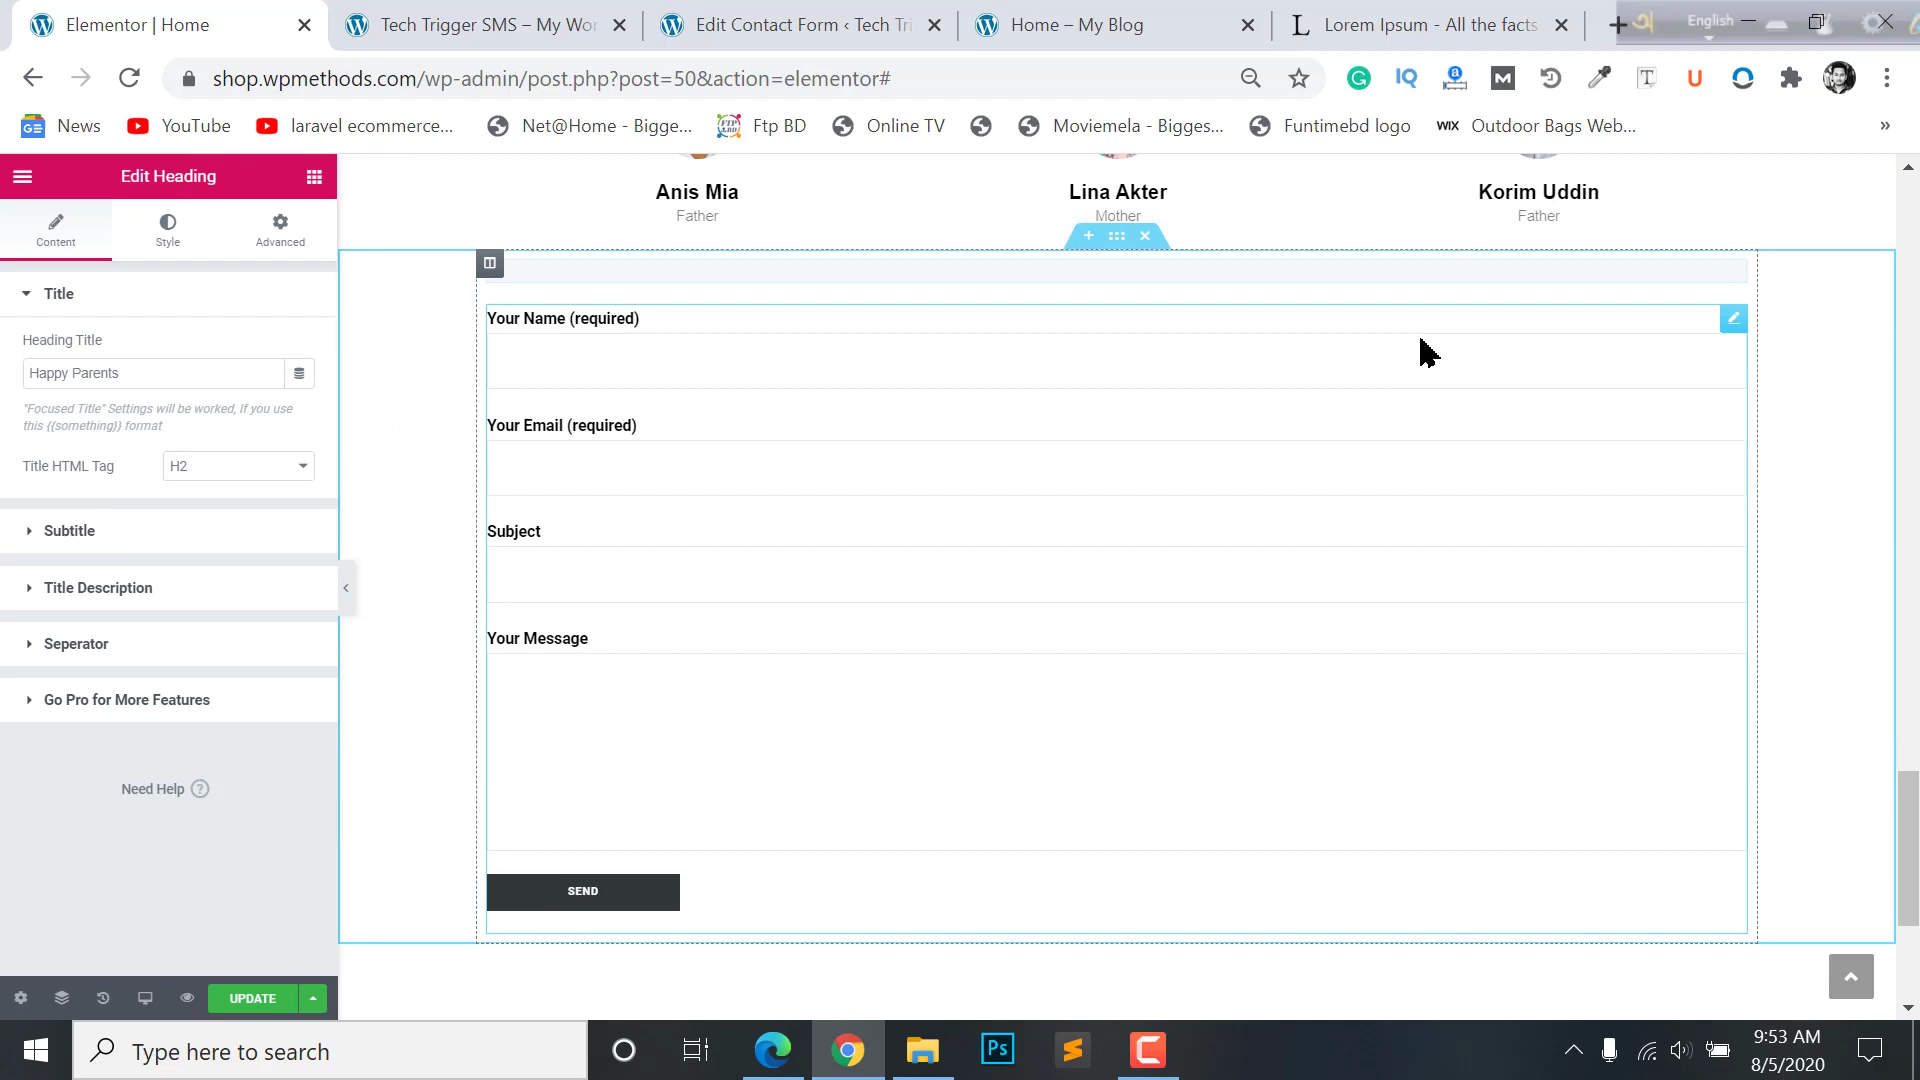 Elementor | Home
Tech Trigger SMS – My Wor
Edit Contact Form ‹ Tech Tri
Home – My Blog
L
Lorem Ipsum - All the facts
English
shop.wpmethods.com/wp-admin/post.php?post=50&action=elementor#
G
IQ
a
M
T
U
News
YouTube
laravel ecommerce...
Net@Home - Bigge...
Ftp BD
Online TV
Moviemela - Bigges...
Funtimebd logo
WIX
Outdoor Bags Web...
»
Edit Heading
Content
Style
Advanced
Title
Heading Title
Happy Parents
"Focused Title" Settings will be worked, If you use
this {{something}} format
Title HTML Tag
H2
Subtitle
Title Description
Seperator
Go Pro for More Features
Need Help
UPDATE
Anis Mia
Father
Lina Akter
Mother
Korim Uddin
Father
Your Name (required)
Your Email (required)
Subject
Your Message
SEND
Type here to search
Ps
9:53 AM
8/5/2020